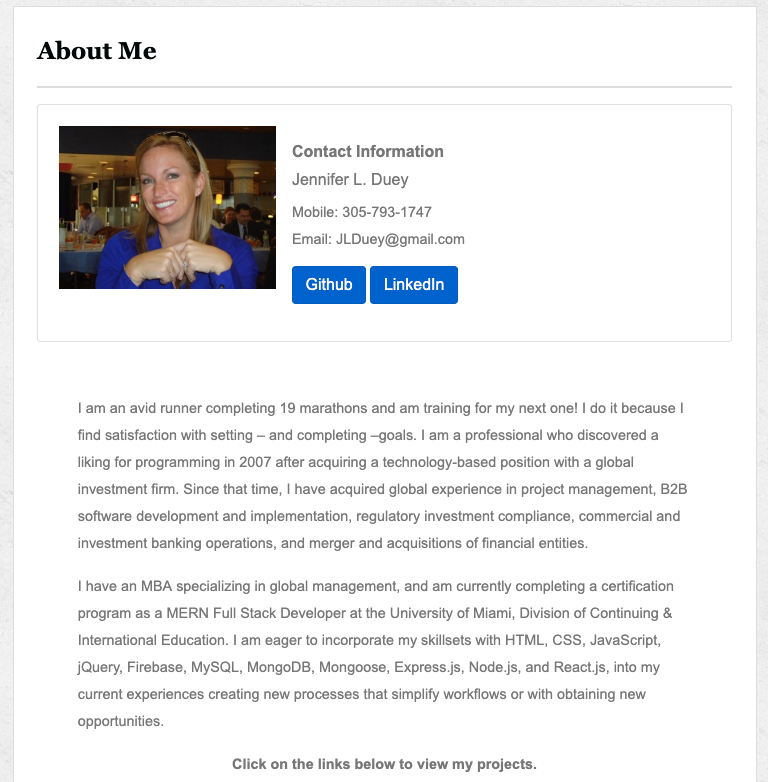 About Me
Contact Information
Jennifer L. Duey
Mobile: 305-793-1747
Email: JLDuey@gmail.com
Github LinkedIn
I am an avid runner completing 19 marathons and am training for my next one! I do it because I
find satisfaction with setting – and completing –goals. I am a professional who discovered a
liking for programming in 2007 after acquiring a technology-based position with a global
investment firm. Since that time, I have acquired global experience in project management, B2B
software development and implementation, regulatory investment compliance, commercial and
investment banking operations, and merger and acquisitions of financial entities.
I have an MBA specializing in global management, and am currently completing a certification
program as a MERN Full Stack Developer at the University of Miami, Division of Continuing &
International Education. I am eager to incorporate my skillsets with HTML, CSS, JavaScript,
jQuery, Firebase, MySQL, MongoDB, Mongoose, Express.js, Node.js, and React.js, into my
current experiences creating new processes that simplify workflows or with obtaining new
opportunities.
Click on the links below to view my projects.